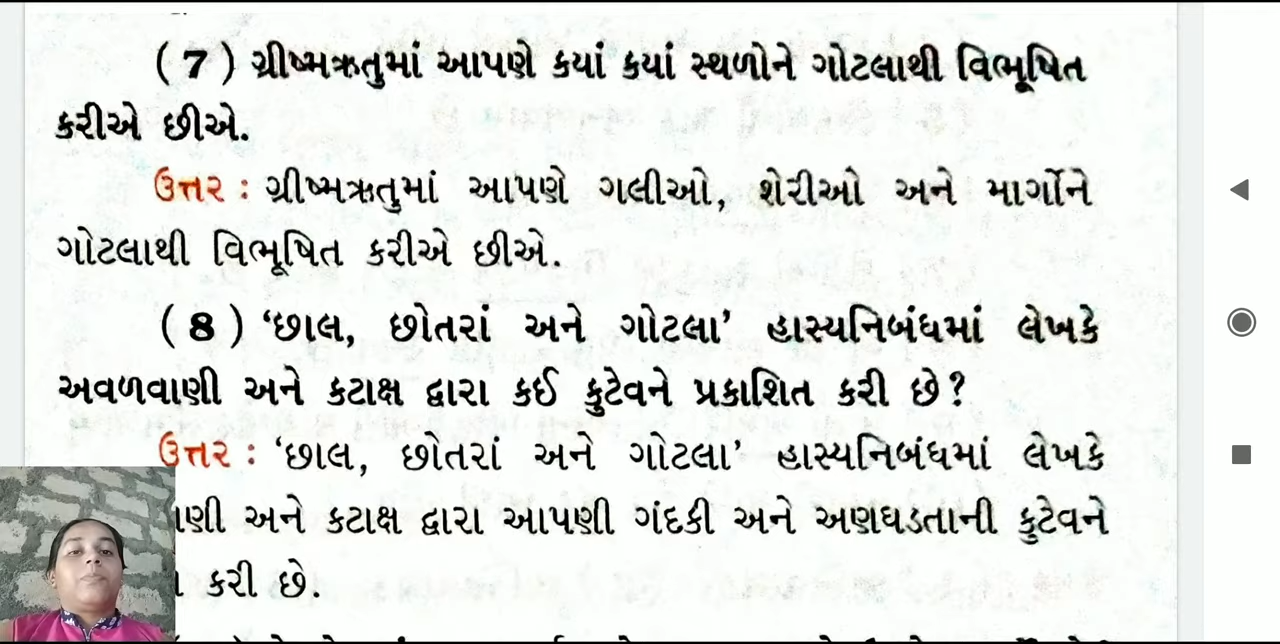 (7) ગ્રીષ્મઋતુમાં આપણે કયાં કયાં સ્થળોને ગોટલાથી વિભૂષિત
કરીએ છીએ.
ઉત્તર : ગ્રીષ્મઋતુમાં આપણે ગલીઓ, શેરીઓ અને માર્ગોને
ગોટલાથી વિભૂષિત કરીએ છીએ.
(8) ‘છાલ, છોતરાં અને ગોટલા’ હાસ્યનિબંધમાં લેખકે
અવળવાણી અને કટાક્ષ દ્વારા કઈ કુટેવને પ્રકાશિત કરી છે?
ઉત્તર : ‘છાલ, છોતરાં અને ગોટલા’ હાસ્યનિબંધમાં લેખકે
અને કટાક્ષ દ્વારા આપણી ગંદકી અને અણઘડતાની કુટેવને
કરી છે.